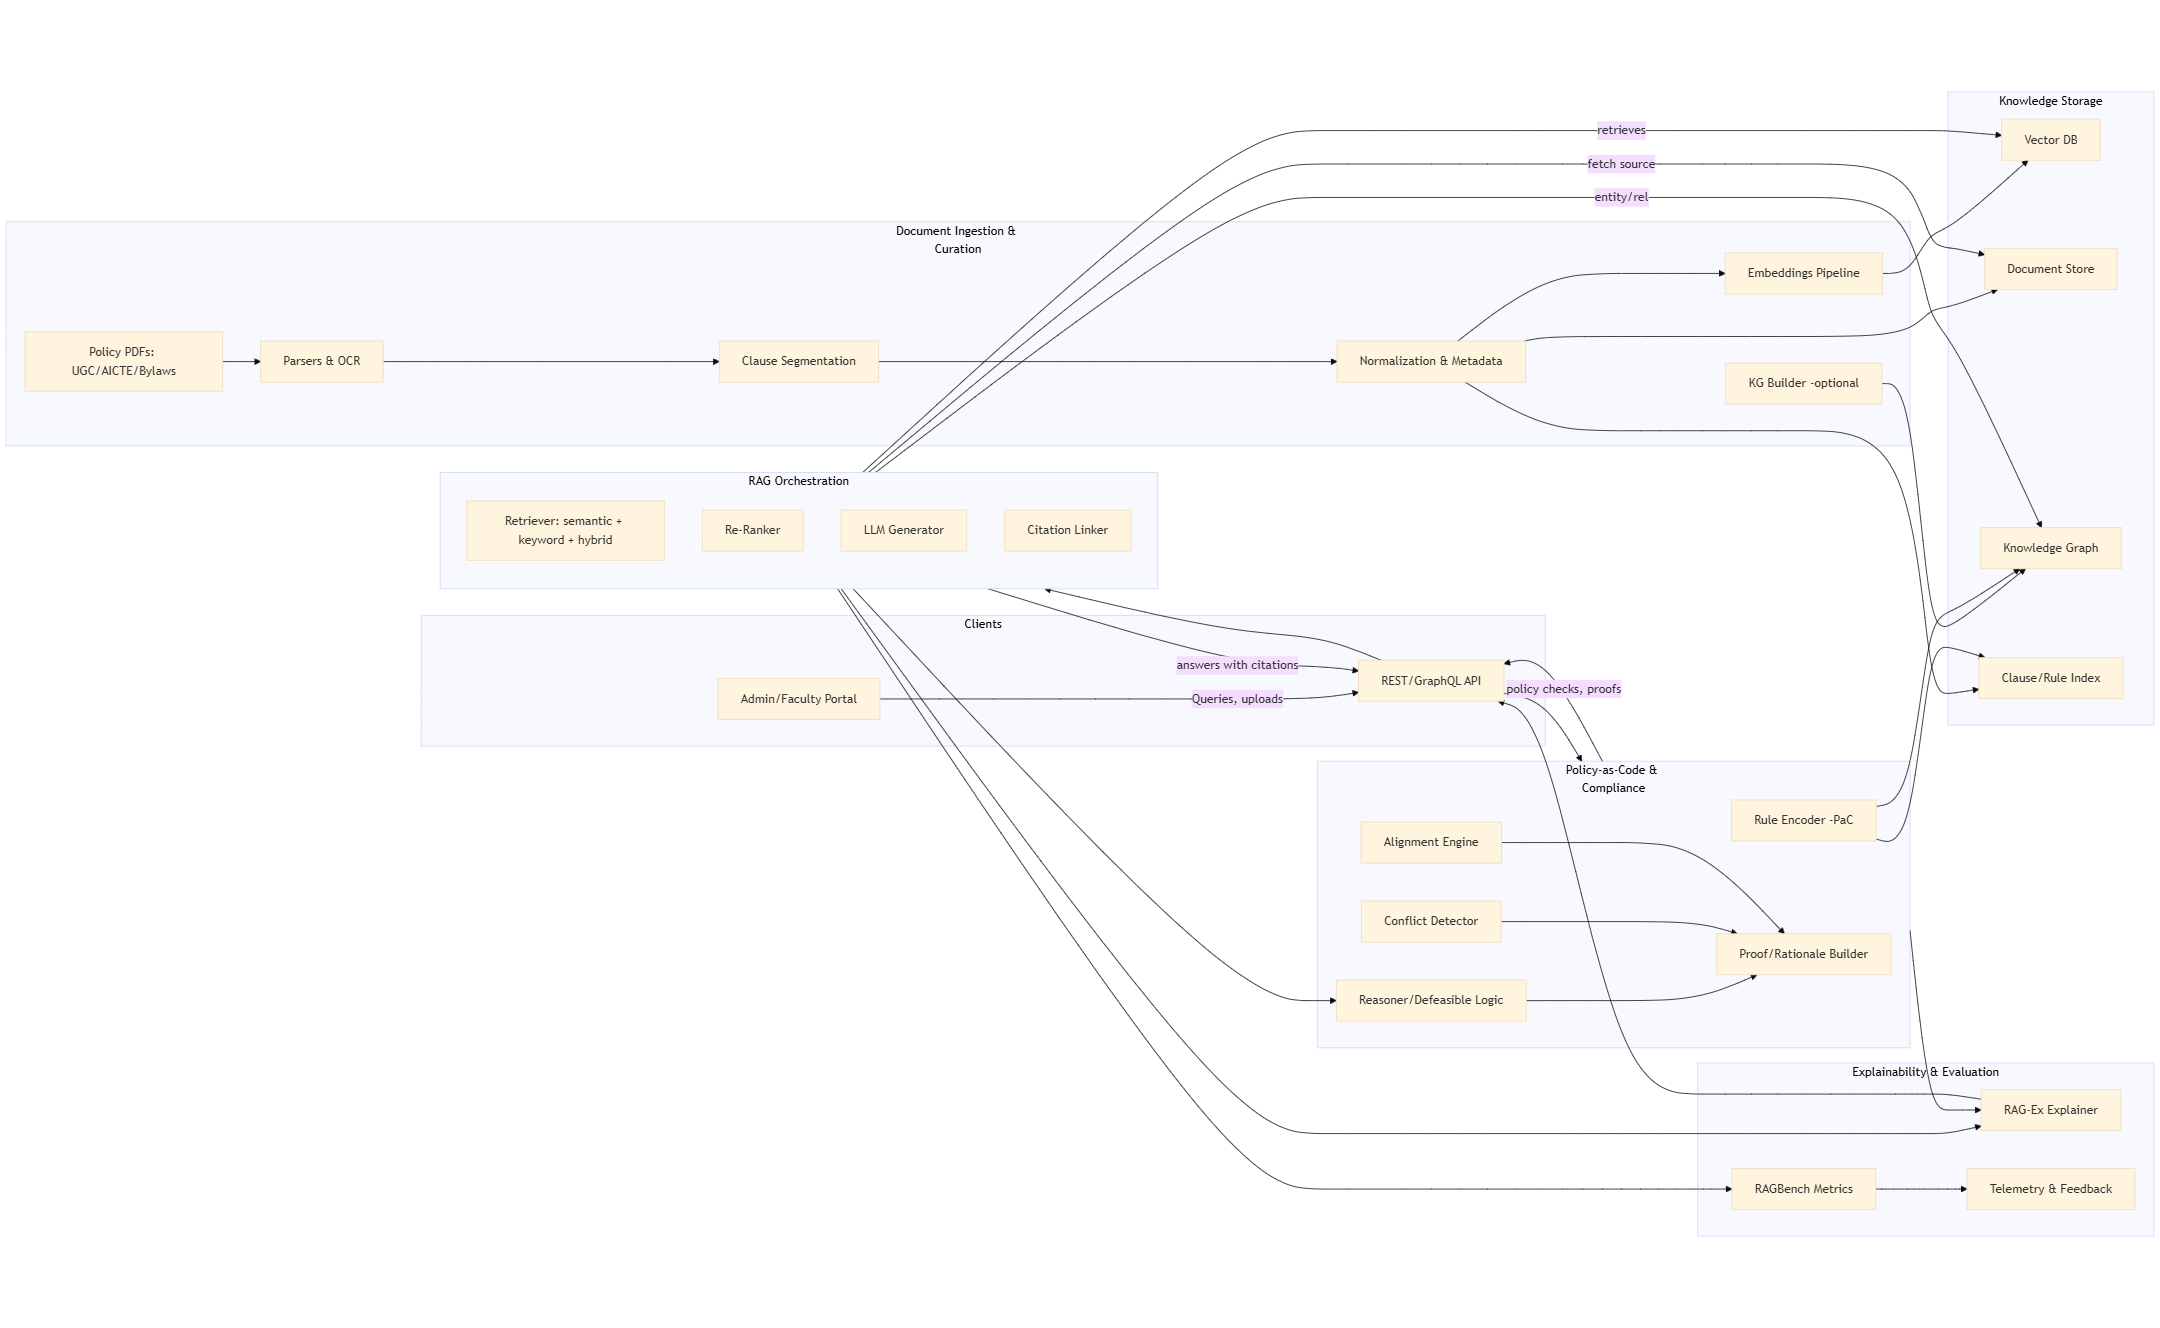 Knowledge Storage
Vector DB
Document Store
Knowledge Graph
Clause/Rule Index
retrieves
fetch source
entity/rel
Document Ingestion &
Curation
Policy PDFs:
UGC/AICTE/Bylaws
Parsers & OCR
Clause Segmentation
Normalization & Metadata
Embeddings Pipeline
KG Builder -optional
RAG Orchestration
Retriever: semantic +
keyword + hybrid
Re-Ranker
LLM Generator
Citation Linker
Clients
answers with citations
Admin/Faculty Portal
Queries, uploads
REST/GraphQL API
policy checks, proofs
Policy-as-Code &
Compliance
Rule Encoder -PaC
Alignment Engine
Conflict Detector
Proof/Rationale Builder
Reasoner/Defeasible Logic
Explainability & Evaluation
RAG-Ex Explainer
RAGBench Metrics
Telemetry & Feedback